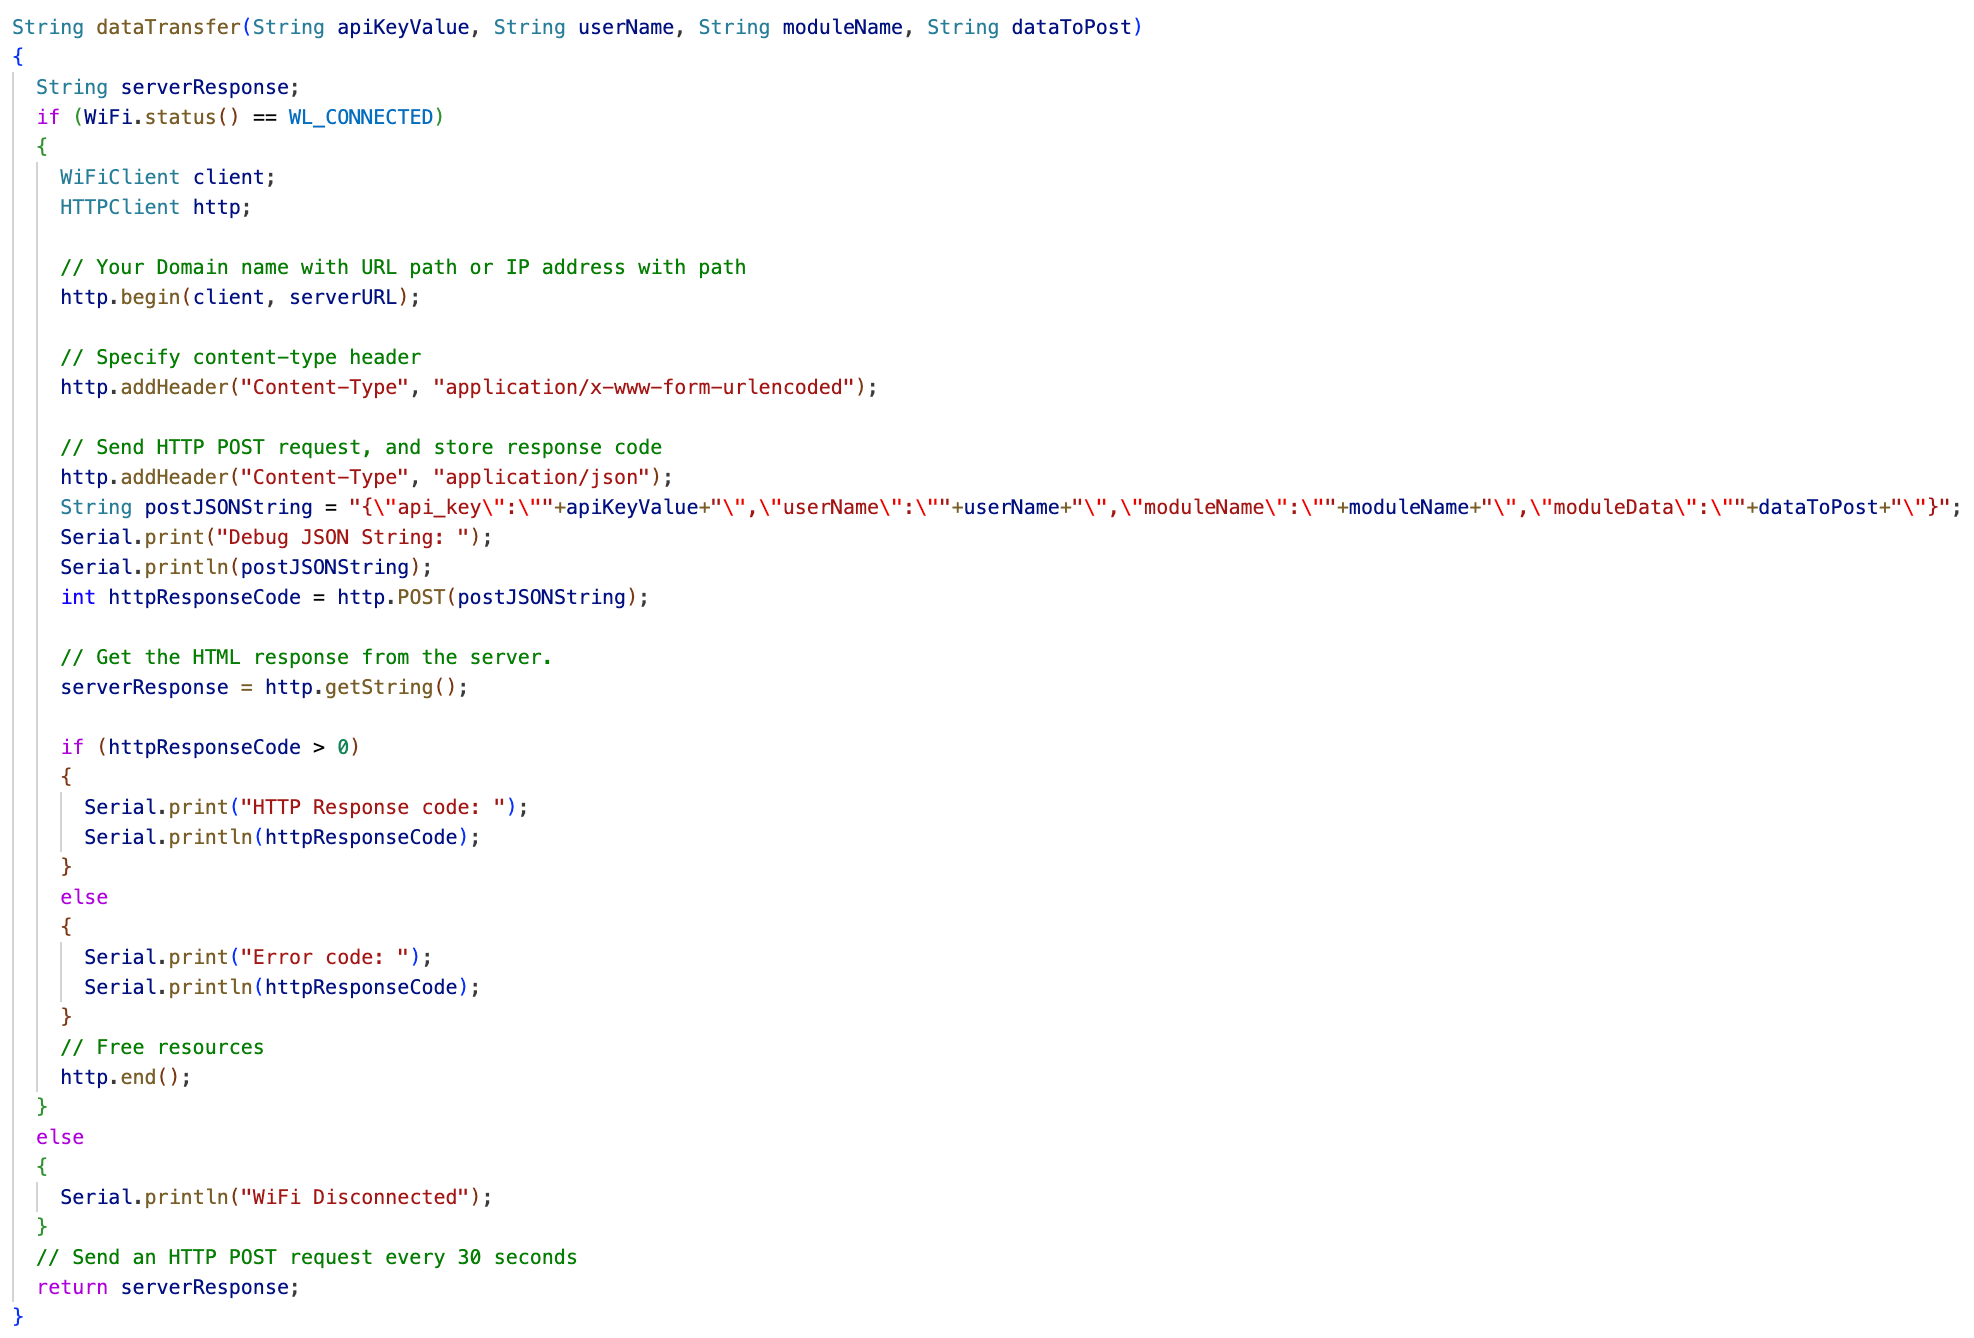 String dataTransfer(String apiKeyValue, String userName, String moduleName, String dataToPost)
{
String serverResponse;
if (WiFi.status() == WL_CONNECTED)
{
WiFiClient client;
HTTPClient http;
// Your Domain name with URL path or IP address with path
http.begin(client, serverURL);
// Specify content-type header
http.addHeader("Content-Type", "application/x-www-form-urlencoded");
// Send HTTP POST request, and store response code
http.addHeader("Content-Type", "application/json");
String postJSONString = "{\"api_key\":\""+apiKeyValue+"\",\"userName\":\""+userName+"\",\"moduleName\":\""+moduleName+"\",\"moduleData\":\""+dataToPost+"\"}";
Serial.print("Debug JSON String: ");
Serial.println(postJSONString);
int httpResponseCode = http.POST(postJSONString);
// Get the HTML response from the server.
serverResponse = http.getString();
if (httpResponseCode > 0)
{
Serial.print("HTTP Response code: ");
Serial.println(httpResponseCode);
}
else
{
Serial.print("Error code: ");
Serial.println(httpResponseCode);
}
// Free resources
http.end();
}
else
{
Serial.println("WiFi Disconnected");
}
// Send an HTTP POST request every 30 seconds
return serverResponse;
}